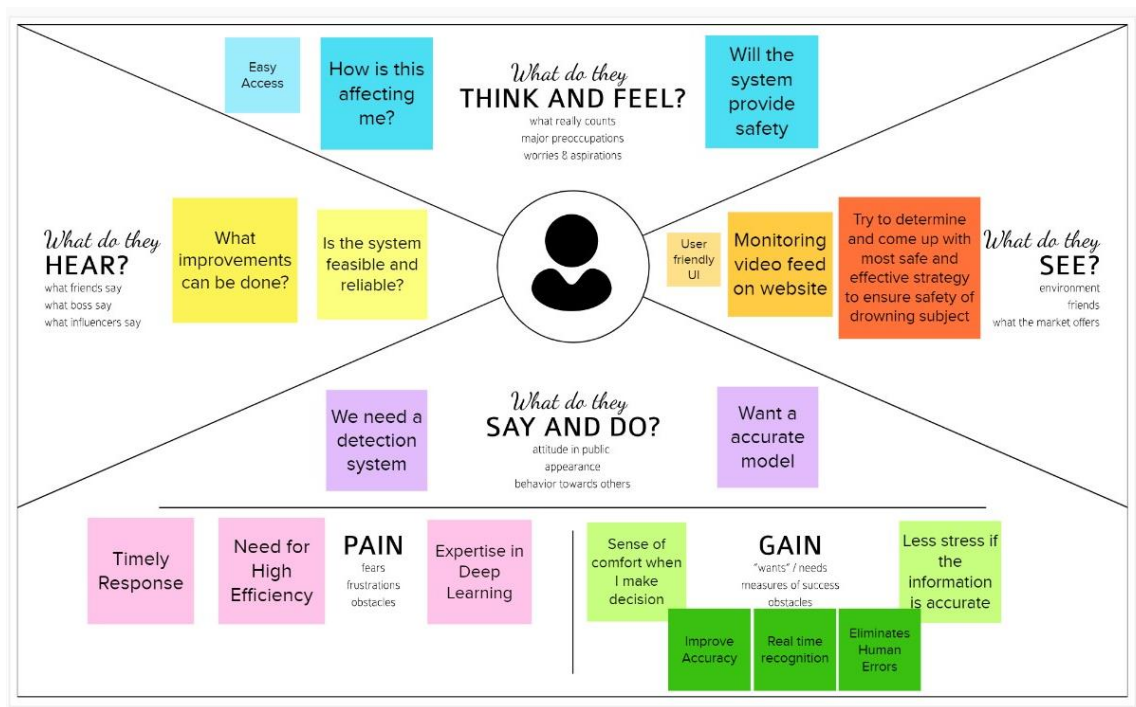 Easy
Access
How is this
affecting
me?
What do they
THINK AND FEEL?
what really counts
major preoccupations
worries & aspirations
Will the
system
provide
safety
What do they
HEAR?
what friends say
what boss say
what influencers say
What
improvements
can be done?
Is the system
feasible and
reliable?
User
friendly
UI
Monitoring
video feed
on website
Try to determine
and come up with
most safe and
effective strategy
to ensure safety of
drowning subject
What do they
SEE?
environment
friends
what the market offers
We need a
detection
system
What do they
SAY AND DO?
attitude in public
appearance
behavior towards others
Want a
accurate
model
Timely
Response
Need for
High
Efficiency
PAIN
fears
frustrations
obstacles
Expertise in
Deep
Learning
Sense of
comfort when
I make
decision
GAIN
"wants" / needs
measures of success
obstacles
Less stress if
the
information
is accurate
Improve
Accuracy
Real time
recognition
Eliminates
Human
Errors